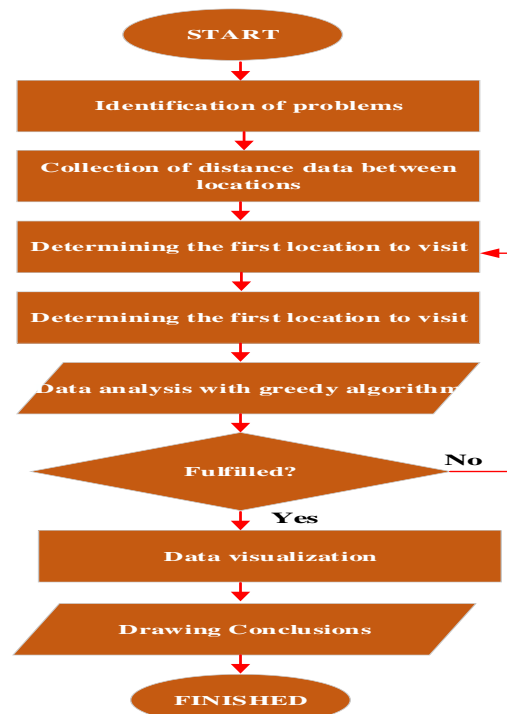 START
Identification of problems
Collection of distance data between
locations
Determining the first location to visit
Determining the first location to visit
Data analysis with greedy algorithm
Fulfilled?
No
Yes
Data visualization
Drawing Conclusions
FINISHED